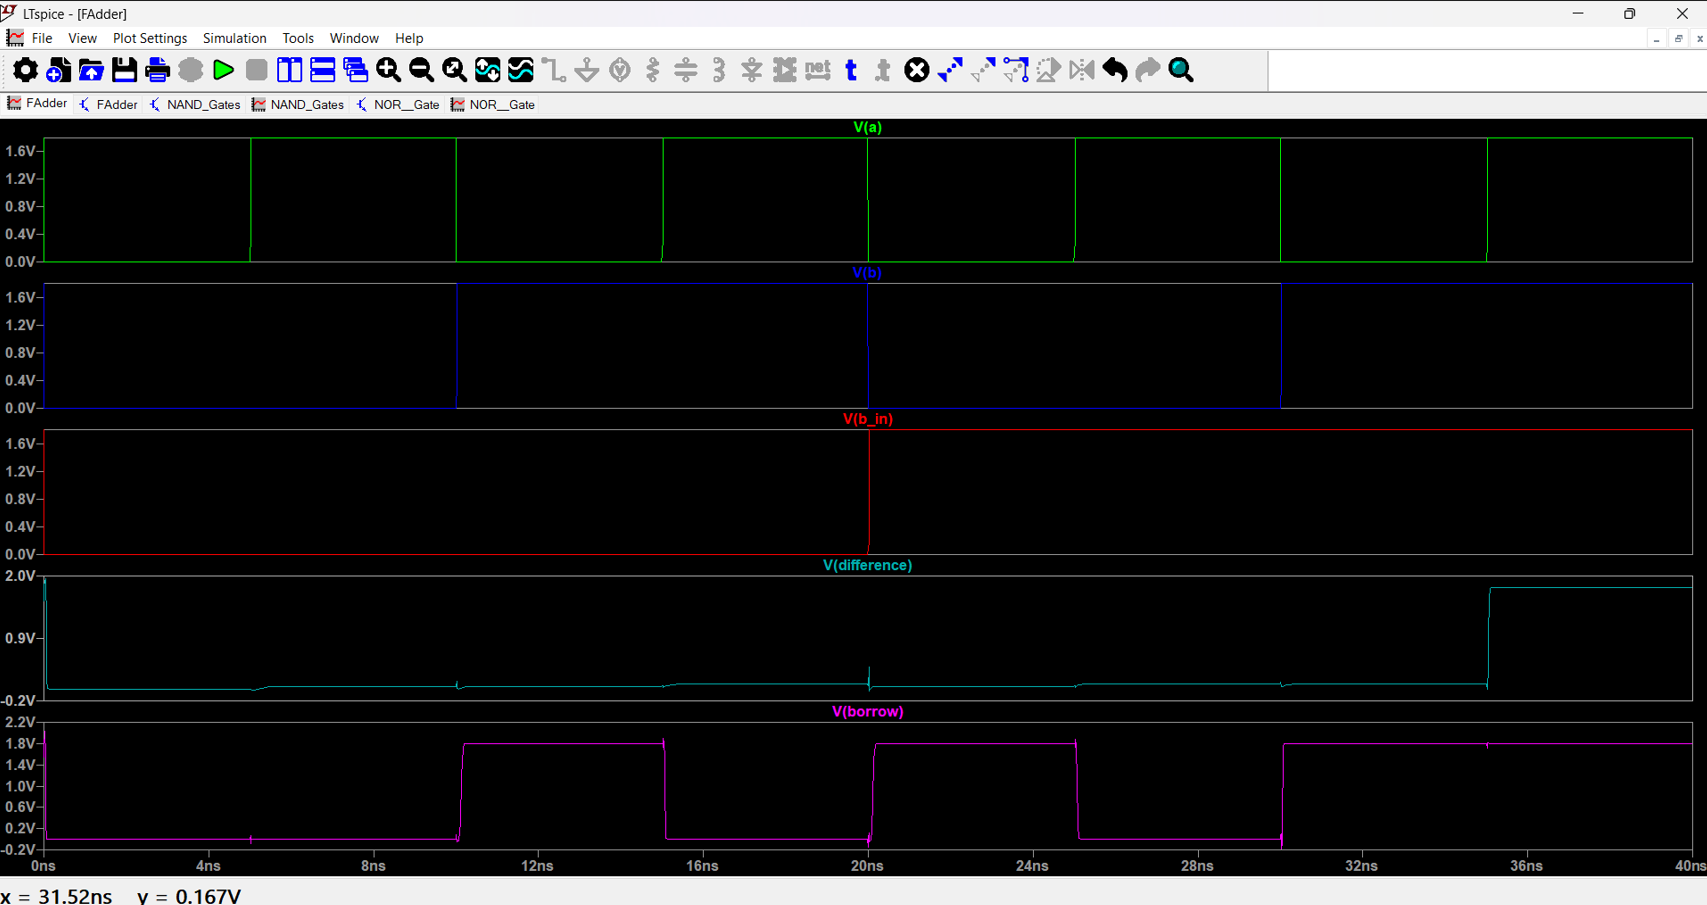 LTspice - [FAdder]
File View Plot Settings Simulation Tools Window Help
net t t
FAdder FAdder NAND_Gates NAND_Gates NOR__Gate NOR__Gate
V(a)
1.6V
1.2V
0.8V
0.4V
0.0V
V(b)
1.6V
1.2V
0.8V
0.4V
0.0V
V(b_in)
1.6V
1.2V
0.8V
0.4V
0.0V
V(difference)
2.0V
0.9V
-0.2V
V(borrow)
2.2V
1.8V
1.4V
1.0V
0.6V
0.2V
-0.2V
0ns 4ns 8ns 12ns 16ns 20ns 24ns 28ns 32ns 36ns 40ns
x = 31.52ns y = 0.167V